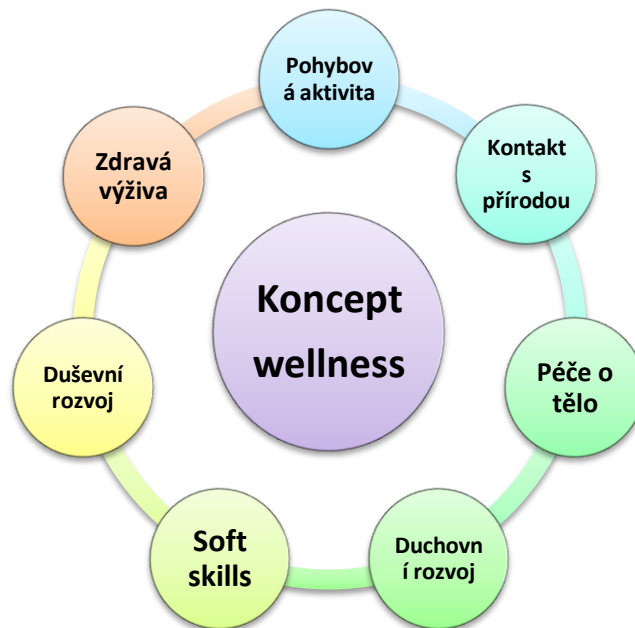 Pohybov
á aktivita
Kontakt
s
přírodou
Péče o
tělo
Duchovn
í rozvoj
Soft
skills
Duševní
rozvoj
Zdravá
výživa
Koncept
wellness